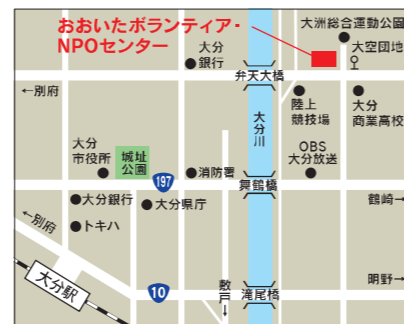 おおいたボランティア・
NPOセンター
大洲総合運動公園
大空団地
大分
銀行
弁天大橋
←別府
陸上
競技場
大分
商業高校
大分川
OBS
大分放送
大分
市役所
城址
公園
消防署
197
舞鶴橋
鶴崎→
大分銀行
大分県庁
←別府
トキハ
大分駅
10
敷戸→
滝尾橋
明野→